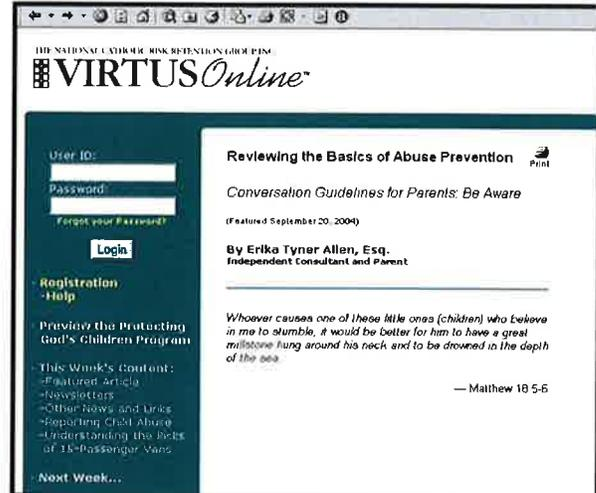 THE NATIONAL CATHOLIC RISK RETENTION GROUP INC.
VIRTUS Online
User ID:
Password:
Forgot your Password?
Login
- Registration
-Help
- Preview the Protecting
God's Children Program
- This Week's Content:
-Featured Article
-Newsletters
-Other News and Links
-Reporting Child Abuse
-Understanding the Risks
of 15-Passenger Vans
- Next Week...
Reviewing the Basics of Abuse Prevention
Print
Conversation Guidelines for Parents: Be Aware
(Featured September 20, 2004)
By Erika Tyner Allen, Esq.
Independent Consultant and Parent
Whoever causes one of these little ones (children) who believe
in me to stumble, it would be better for him to have a great
millstone hung around his neck and to be drowned in the depth
of the sea.
— Matthew 18 5-6